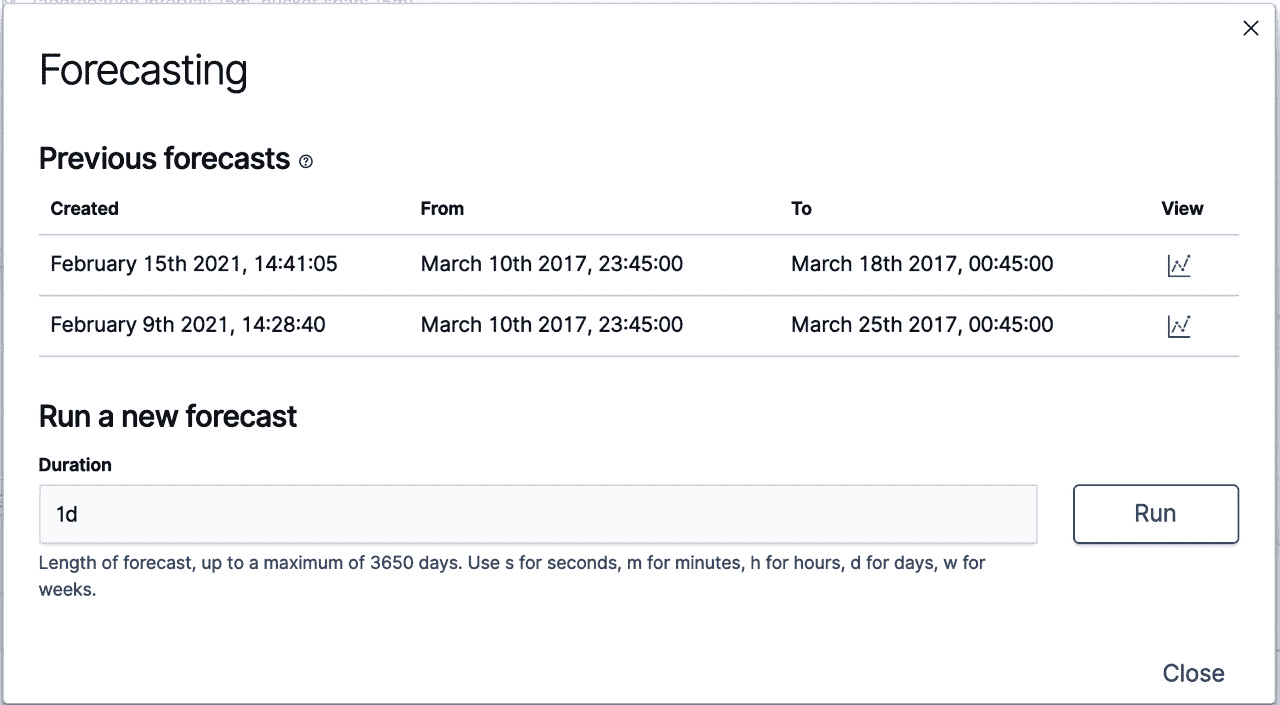 Forecasting
Previous forecasts
Created From To View
February 15th 2021, 14:41:05 March 10th 2017, 23:45:00 March 18th 2017, 00:45:00
February 9th 2021, 14:28:40 March 10th 2017, 23:45:00 March 25th 2017, 00:45:00
Run a new forecast
Duration
1d Run
Length of forecast, up to a maximum of 3650 days. Use s for seconds, m for minutes, h for hours, d for days, w for
weeks.
Close